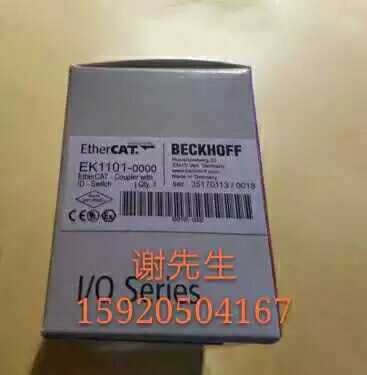 EtherCAT.
BECKHOFF
EK1101-0000
EtherCAT - Coupler with
ID - Switch
Qty. 1
Germany
Made in Germany
ser. 35170113 / 0018
I/O Series
谢先生
15920504167